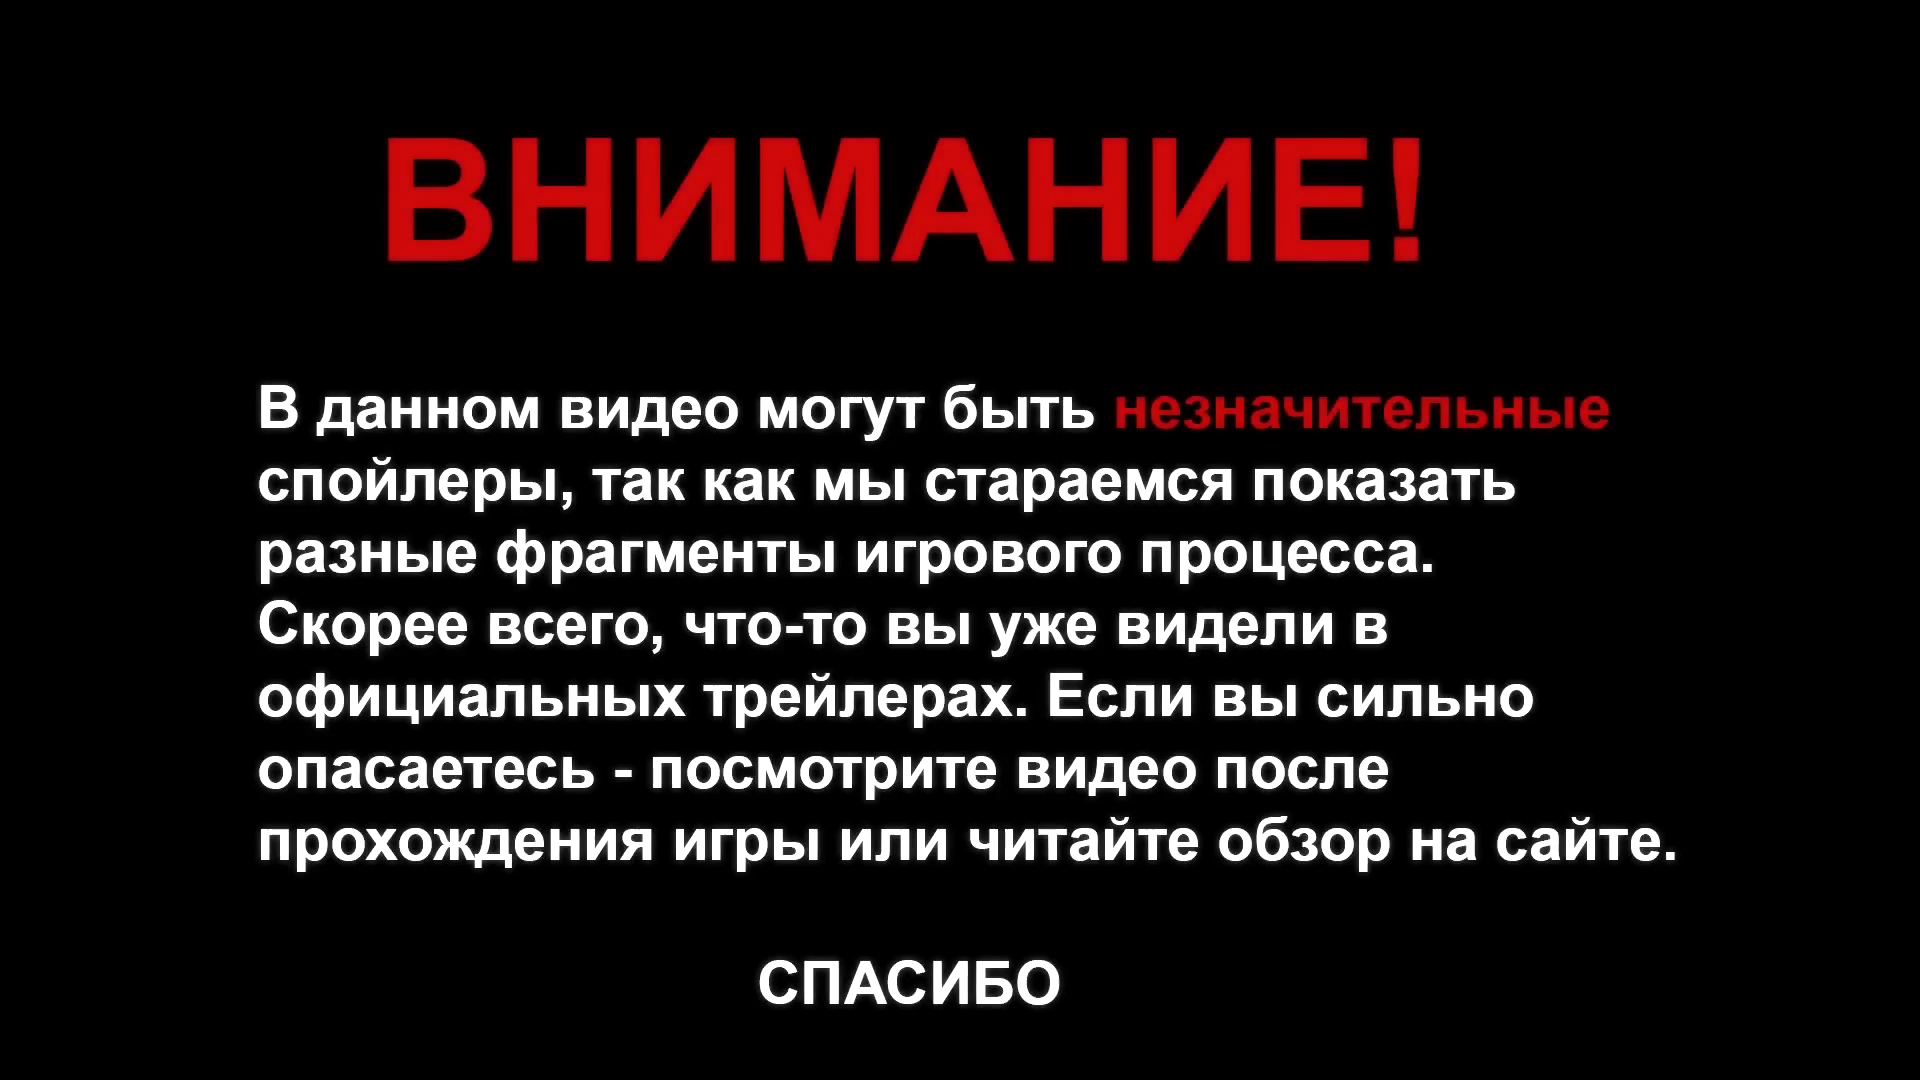 ВНИМАНИЕ!
В данном видео могут быть незначительные
спойлеры, так как мы стараемся показать
разные фрагменты игрового процесса.
Скорее всего, что-то вы уже видели в
официальных трейлерах. Если вы сильно
опасаетесь - посмотрите видео после
прохождения игры или читайте обзор на сайте.
СПАСИБО